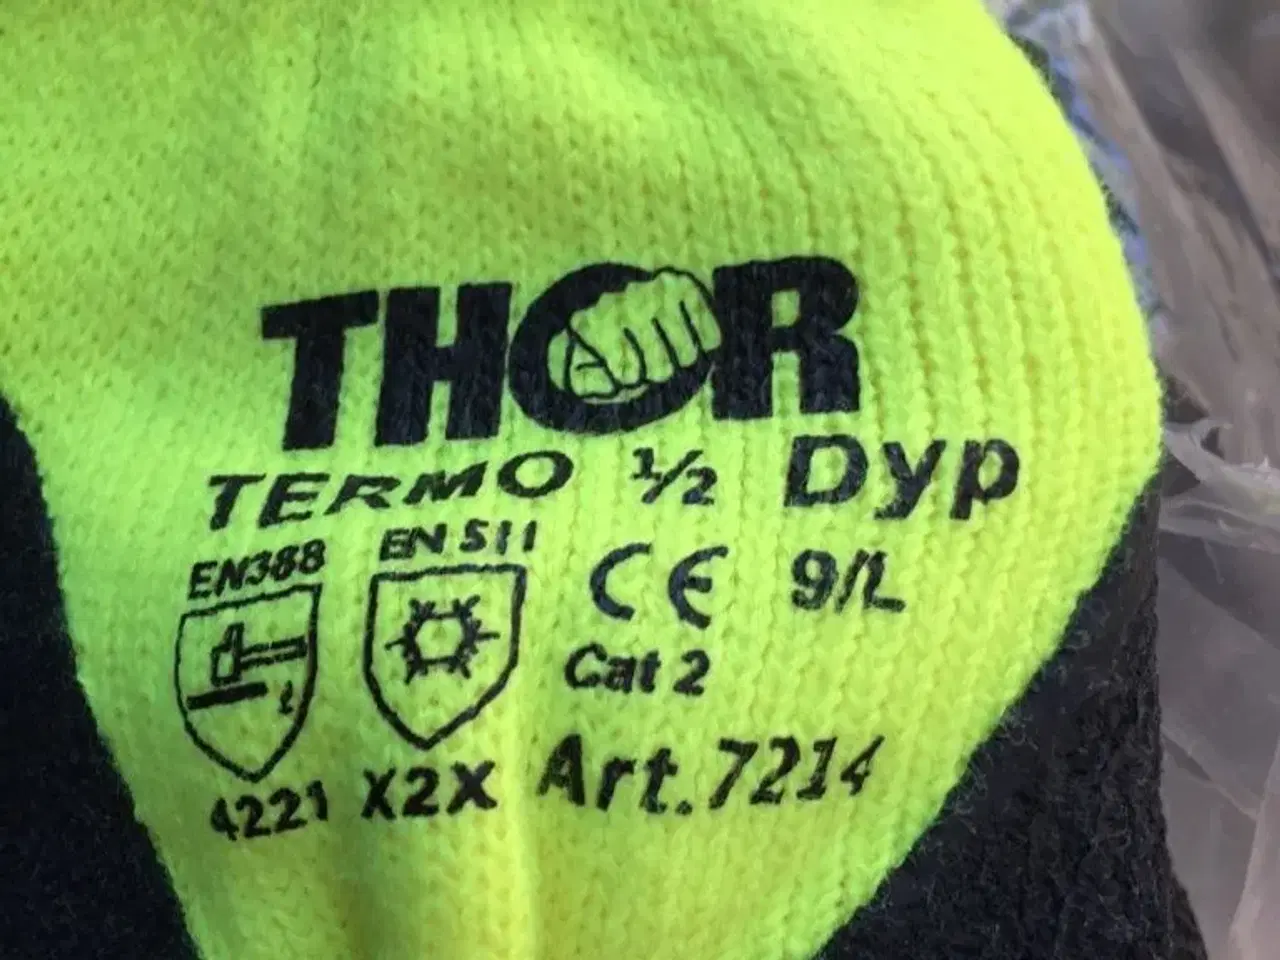 THOR
TERMO 1/2 Dyp
EN388 EN 511
CE 9/L
Cat 2
4221 X2X Art. 7214